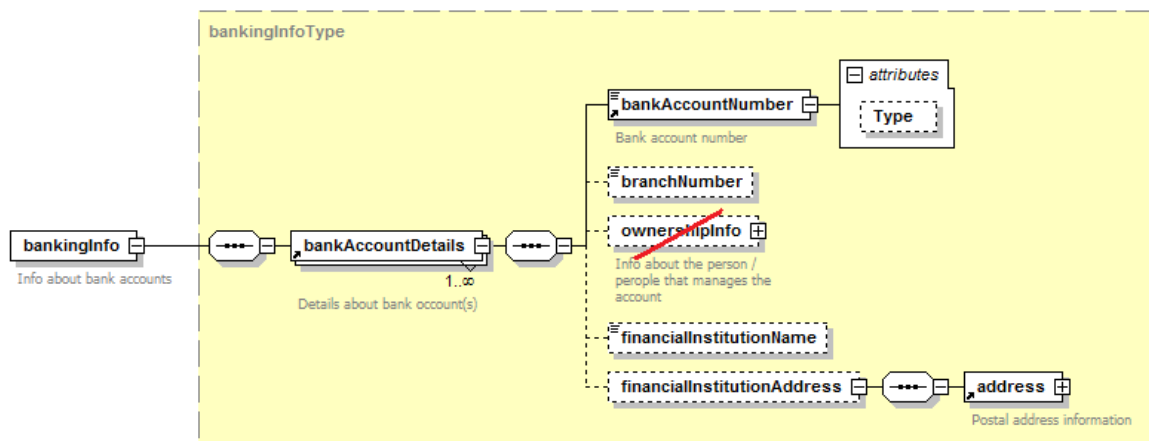 bankingInfoType
attributes
bankAccountNumber
Type
Bank account number
branchNumber
ownershipInfo
Info about the person /
perople that manages the
account
bankingInfo
Info about bank accounts
bankAccountDetails
1..∞
Details about bank occount(s)
financialInstitutionName
financialInstitutionAddress
address
Postal address information